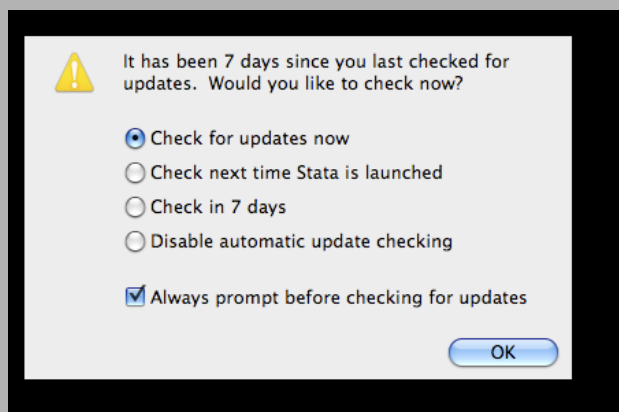 It has been 7 days since you last checked for
updates.  Would you like to check now?
Check for updates now
Check next time Stata is launched
Check in 7 days
Disable automatic update checking
Always prompt before checking for updates
OK